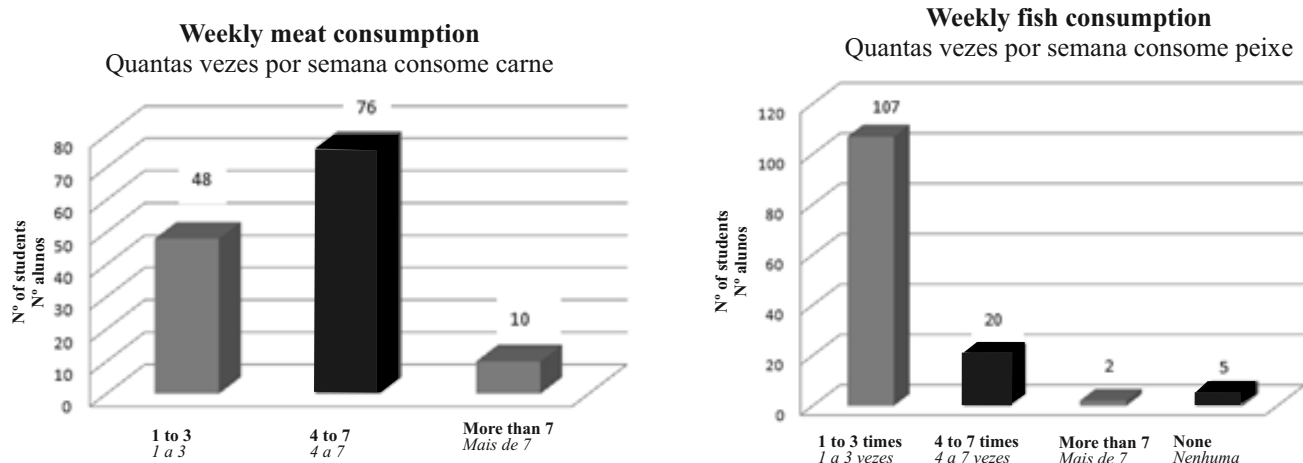 Weekly meat consumption
Quantas vezes por semana consome carne
Nº of students
Nº alunos
80
70
60
50
40
30
20
10
0
48
76
10
1 to 3
1 a 3
4 to 7
4 a 7
More than 7
Mais de 7
Weekly fish consumption
Quantas vezes por semana consome peixe
Nº of students
Nº alunos
120
100
80
60
40
20
0
107
20
2
5
1 to 3 times
1 a 3 vezes
4 to 7 times
4 a 7 vezes
More than 7
Mais de 7
None
Nenhuma